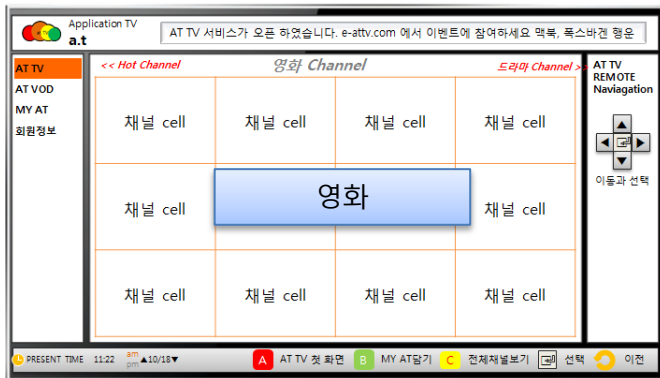 Application TV
a.t
AT TV 서비스가 오픈 하였습니다. e-attv.com 에서 이벤트에 참여하세요 맥북, 폭스바겐 행운
AT TV
AT VOD
MY AT
회원정보
<< Hot Channel
영화 Channel
드라마 Channel >
채널 cell 채널 cell 채널 cell 채널 cell
채널 cell 영화 채널 cell
채널 cell 채널 cell 채널 cell 채널 cell
AT TV
REMOTE
Naviagation
이동과 선택
PRESENT TIME 11:22 am pm ▲10/18▼ A AT TV 첫 화면 B MY AT담기 C 전체채널보기 선택 이전